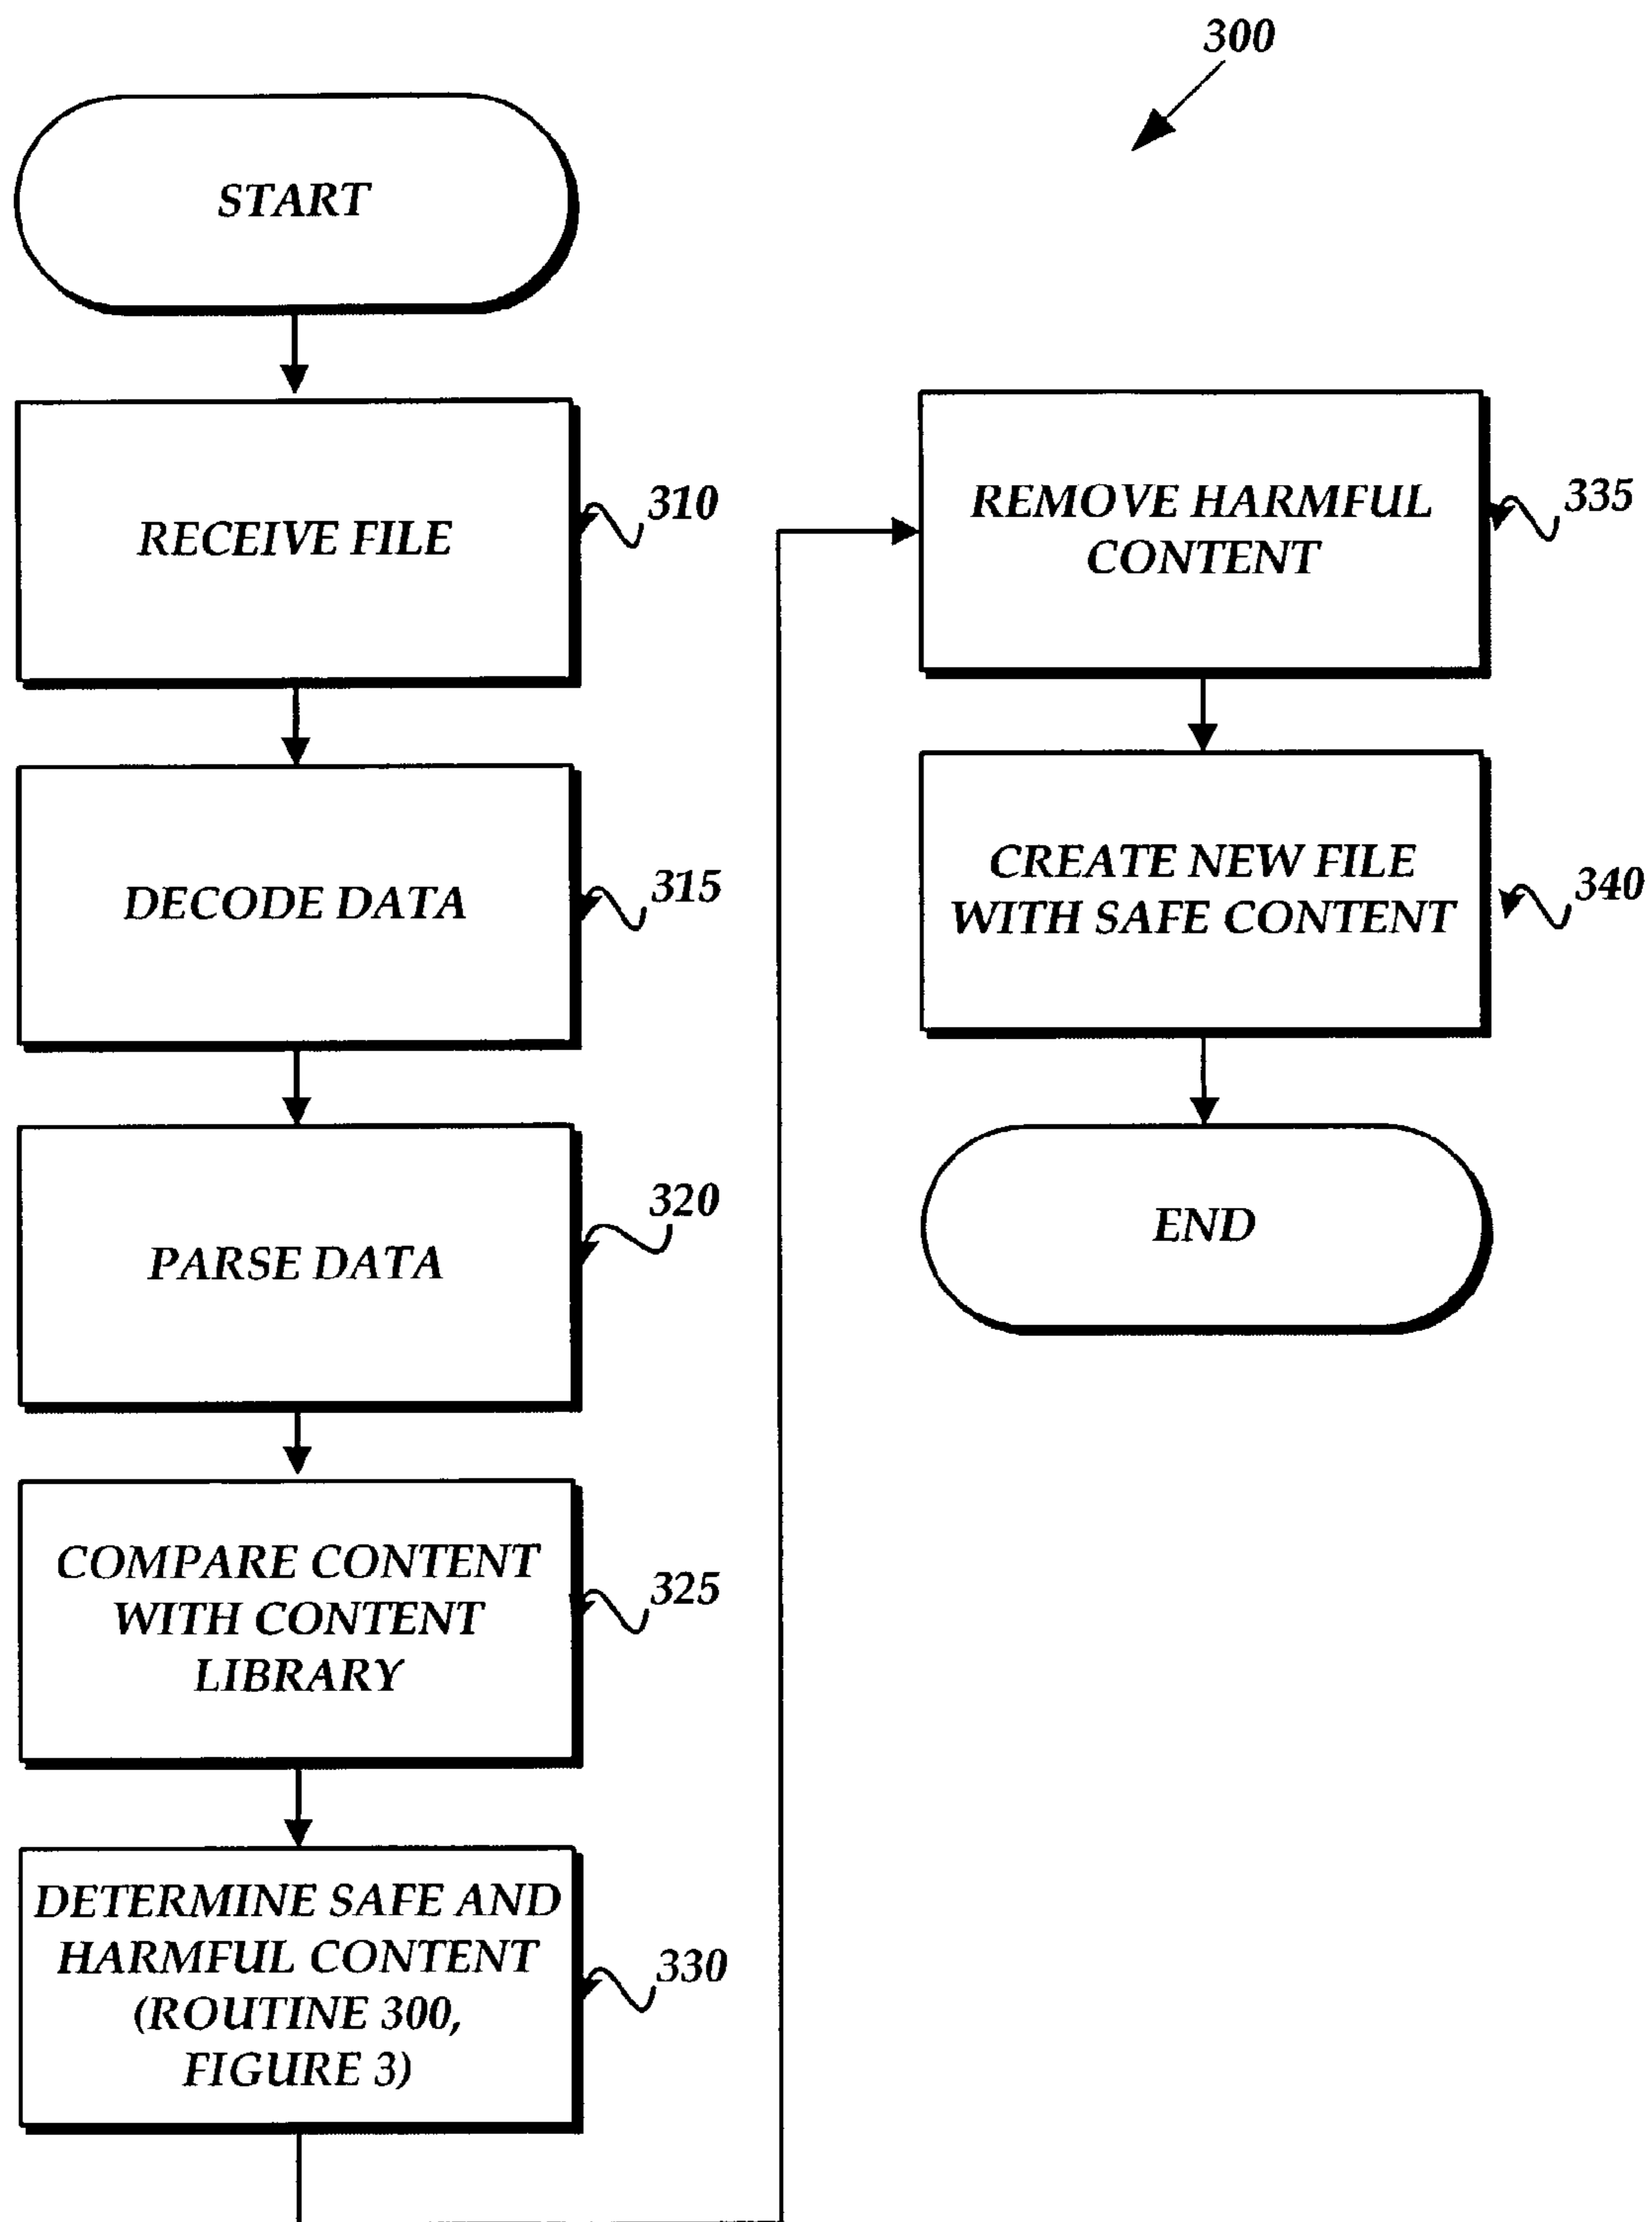 300
START
RECEIVE FILE
310
DECODE DATA
315
PARSE DATA
320
COMPARE CONTENT
WITH CONTENT
LIBRARY
325
DETERMINE SAFE AND
HARMFUL CONTENT
(ROUTINE 300,
FIGURE 3)
330
REMOVE HARMFUL
CONTENT
335
CREATE NEW FILE
WITH SAFE CONTENT
340
END